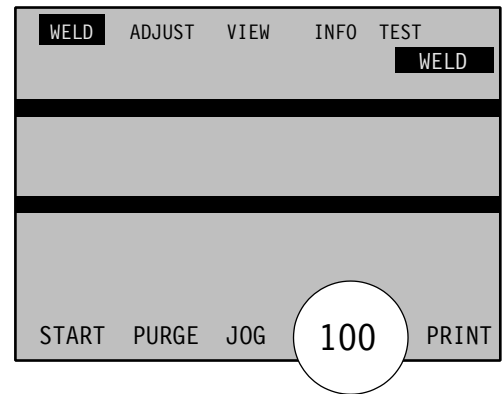 WELD ADJUST VIEW INFO TEST
WELD
START PURGE JOG 100 PRINT